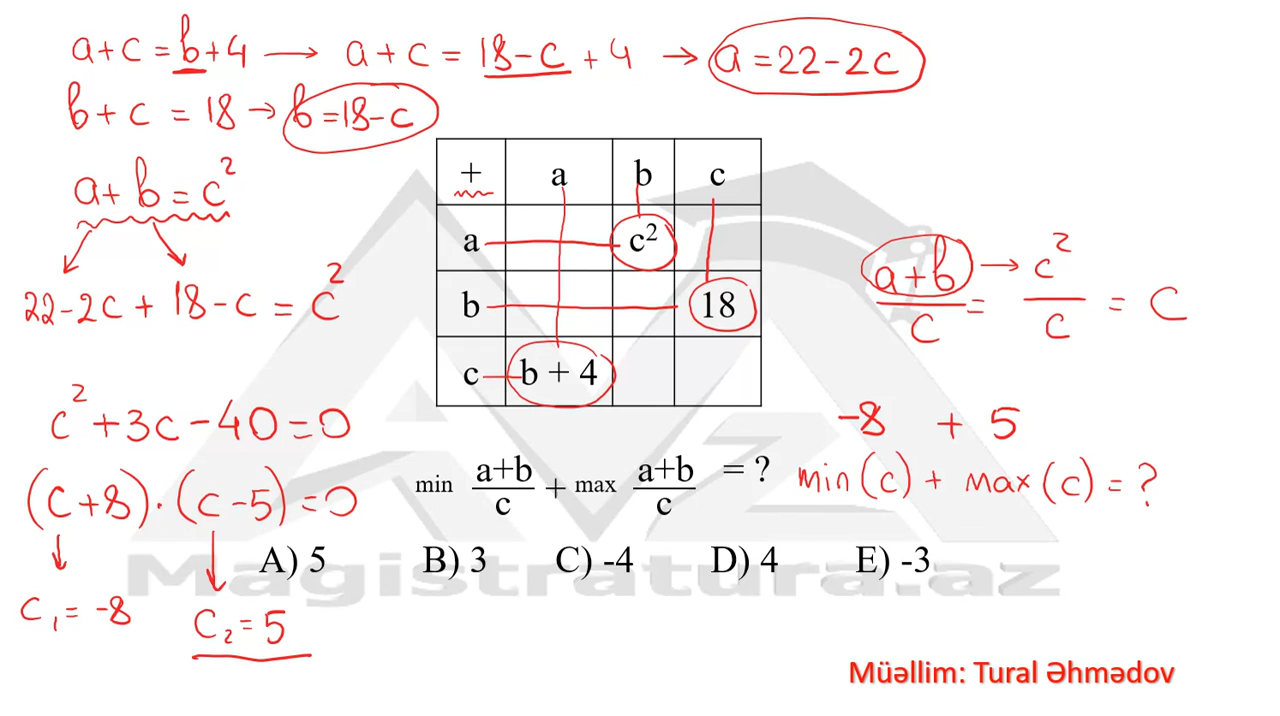 a+c = b+4 → a+c = 18-c + 4 → a=22-2c
b+c = 18 → b=18-c
a+b = c²
22-2c + 18-c = c²
c²+3c-40=0
(c+8)·(c-5)=0
c₁ = -8
c₂ = 5
+ a b c
a c²
b 18
c b + 4
a+b/c = c²/c = c
-8 + 5
min(c) + max(c) = ?
min a+b/c + max a+b/c = ?
A) 5 B) 3 C) -4 D) 4 E) -3
Magistratura.az
Müəllim: Tural Əhmədov